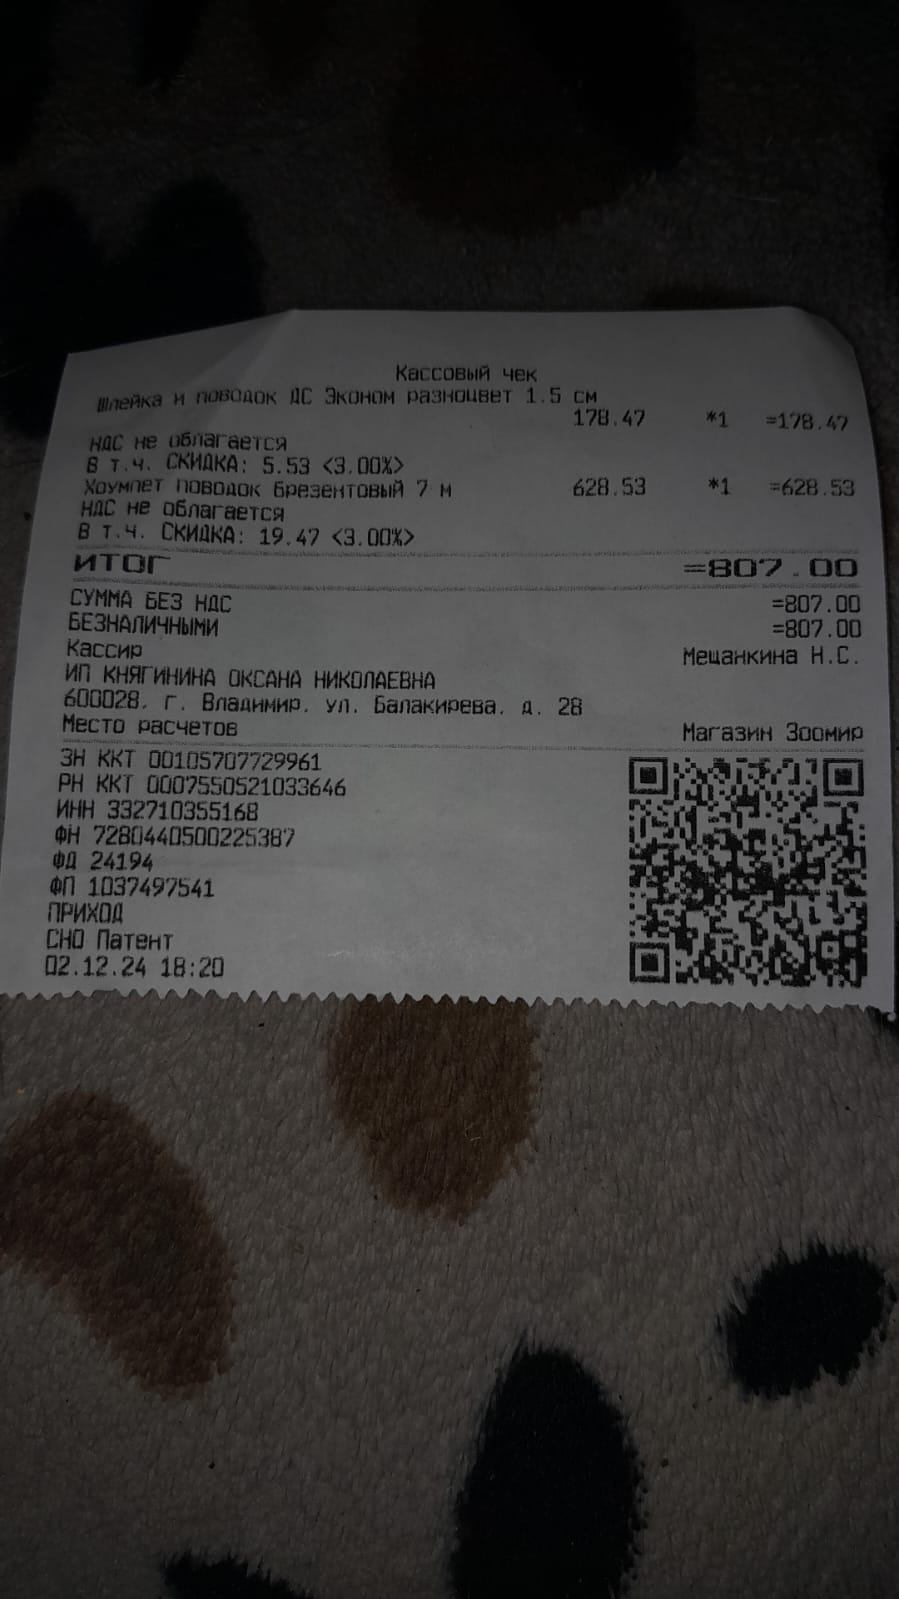 Кассовый чек
Шлейка и поводок ДС Эконом разноцвет 1.5 см
178.47 *1 =178.47
НДС не облагается
В т.ч. СКИДКА: 5.53 <3.00%>
Хоумпет поводок брезентовый 7 м 628.53 *1 =628.53
НДС не облагается
В т.ч. СКИДКА: 19.47 <3.00%>
ИТОГ =807.00
СУММА БЕЗ НДС =807.00
БЕЗНАЛИЧНЫМИ =807.00
Кассир Мещанкина Н.С.
ИП КНЯГИНИНА ОКСАНА НИКОЛАЕВНА
600028, г. Владимир, ул. Балакирева, д. 28
Место расчетов Магазин Зоомир
ЗН ККТ 00105707729961
РН ККТ 0007550521033646
ИНН 332710355168
ФН 7280440500225387
ФД 24194
ФП 1037497541
ПРИХОД
СНО Патент
02.12.24 18:20